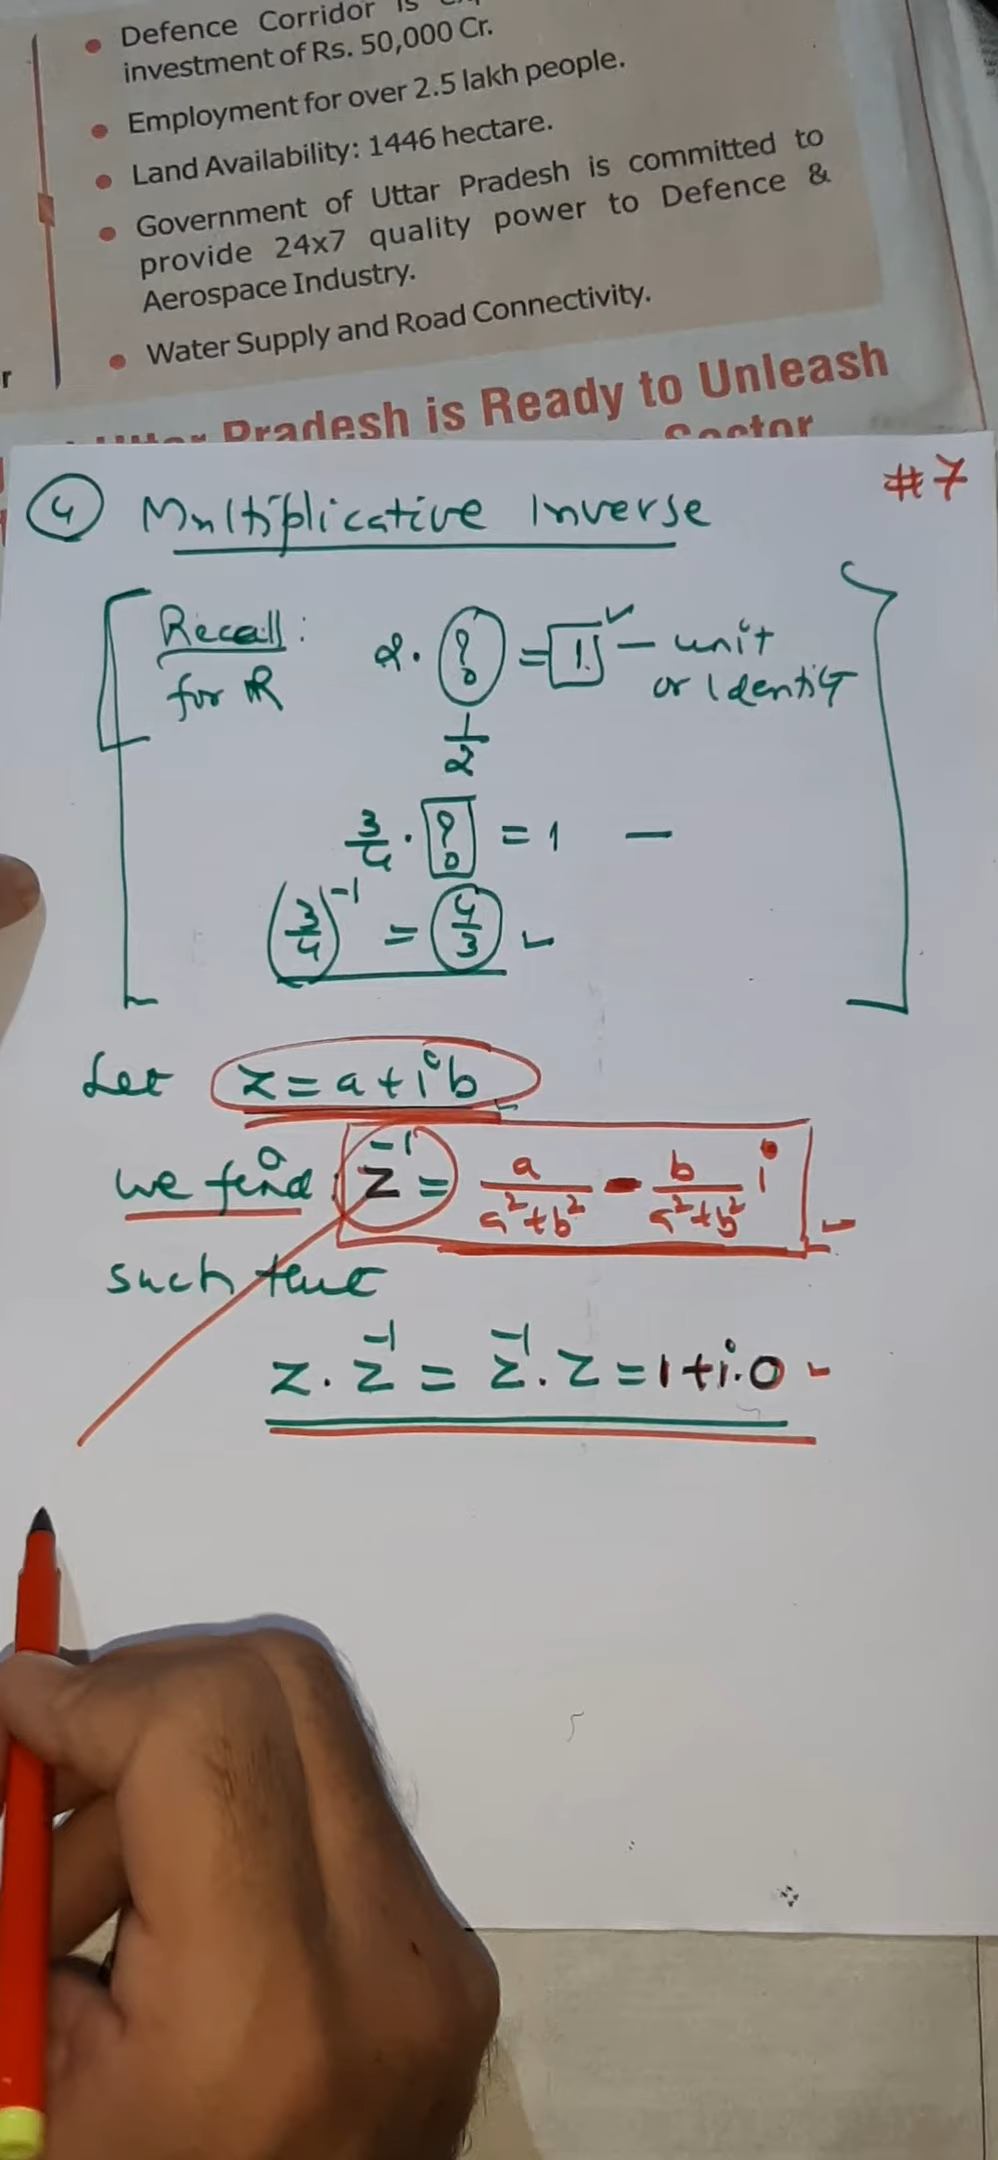 Defence Corridor is
investment of Rs. 50,000 Cr.
Employment for over 2.5 lakh people.
Land Availability: 1446 hectare.
Government of Uttar Pradesh is committed to
provide 24x7 quality power to Defence &
Aerospace Industry.
Water Supply and Road Connectivity.
r
Uttar Pradesh is Ready to Unleash
Sector
#7
4 Multiplicative Inverse
Recall: 2 · ? = 1 – unit
for R or Identity
1/2
3/4 · ? = 1 –
(3/4)⁻¹ = 4/3
Let z = a + ib
we find z⁻¹ = a/(a²+b²) - b/(a²+b²) i
such that
z · z⁻¹ = z⁻¹ · z = 1 + i·0